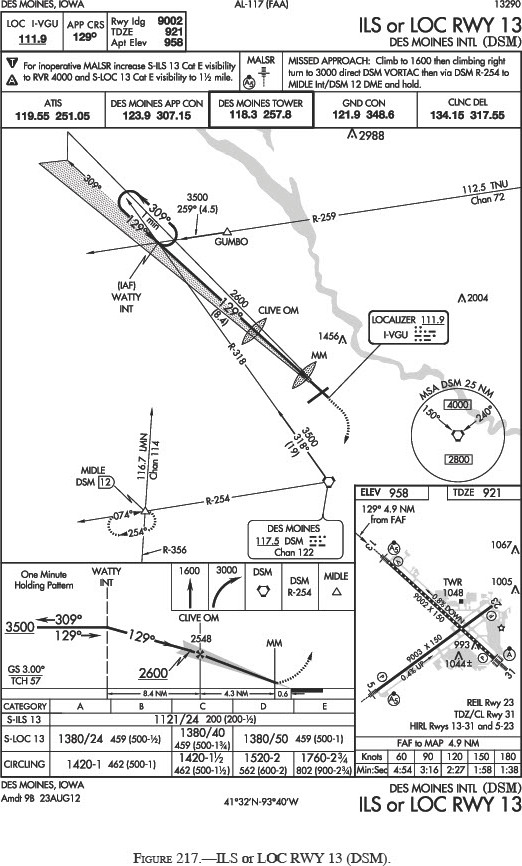 DES MOINES, IOWA
AL-117 (FAA)
13290
LOC I-VGU
111.9
APP CRS
129°
Rwy Idg 9002
TDZE 921
Apt Elev 958
ILS or LOC RWY 13
DES MOINES INTL (DSM)
For inoperative MALSR increase S-ILS 13 Cat E visibility
to RVR 4000 and S-LOC 13 Cat E visibility to 1½ mile.
T
A
MALSR
A5
MISSED APPROACH: Climb to 1600 then climbing right
turn to 3000 direct DSM VORTAC then via DSM R-254 to
MIDLE Int/DSM 12 DME and hold.
ATIS
119.55 251.05
DES MOINES APP CON
123.9 307.15
DES MOINES TOWER
118.3 257.8
GND CON
121.9 348.6
CLNC DEL
134.15 317.55
2988
309°
309°
1 min
129°
3500
259° (4.5)
112.5 TNU
Chan 72
R-259
GUMBO
(IAF)
WATTY
INT
2600
129°
(8.4)
CLIVE OM
2004
LOCALIZER 111.9
I-VGU
1456
MM
R-318
MSA DSM 25 NM
4000
150°
240°
2800
3500
318°
(19)
116.7 LMN
Chan 114
MIDLE
DSM 12
R-254
074°
254°
R-356
DES MOINES
117.5 DSM
Chan 122
ELEV 958
TDZE 921
129° 4.9 NM
from FAF
1067
A5
TWR
1048
1005
0.8% DOWN
9002 X 150
9003 X 150
0.4% UP
993
1044±
A
A5
13
31
5
23
REIL Rwy 23
TDZ/CL Rwy 31
HIRL Rwys 13-31 and 5-23
One Minute
Holding Pattern
WATTY
INT
1600
3000
DSM
DSM
R-254
MIDLE
CLIVE OM
3500
309°
129°
129°
2548
MM
2600
GS 3.00°
TCH 57
8.4 NM
4.3 NM
0.6
CATEGORY A B C D E
S-ILS 13 1121/24 200 (200-½)
S-LOC 13 1380/24 459 (500-½) 1380/40 459 (500-¾) 1380/50 459 (500-1)
CIRCLING 1420-1 462 (500-1) 1420-1½ 462 (500-1½) 1520-2 562 (600-2) 1760-2¾ 802 (900-2¾)
FAF to MAP 4.9 NM
Knots 60 90 120 150 180
Min:Sec 4:54 3:16 2:27 1:58 1:38
DES MOINES, IOWA
Amdt 9B 23AUG12
41°32'N-93°40'W
DES MOINES INTL (DSM)
ILS or LOC RWY 13
FIGURE 217.—ILS or LOC RWY 13 (DSM).